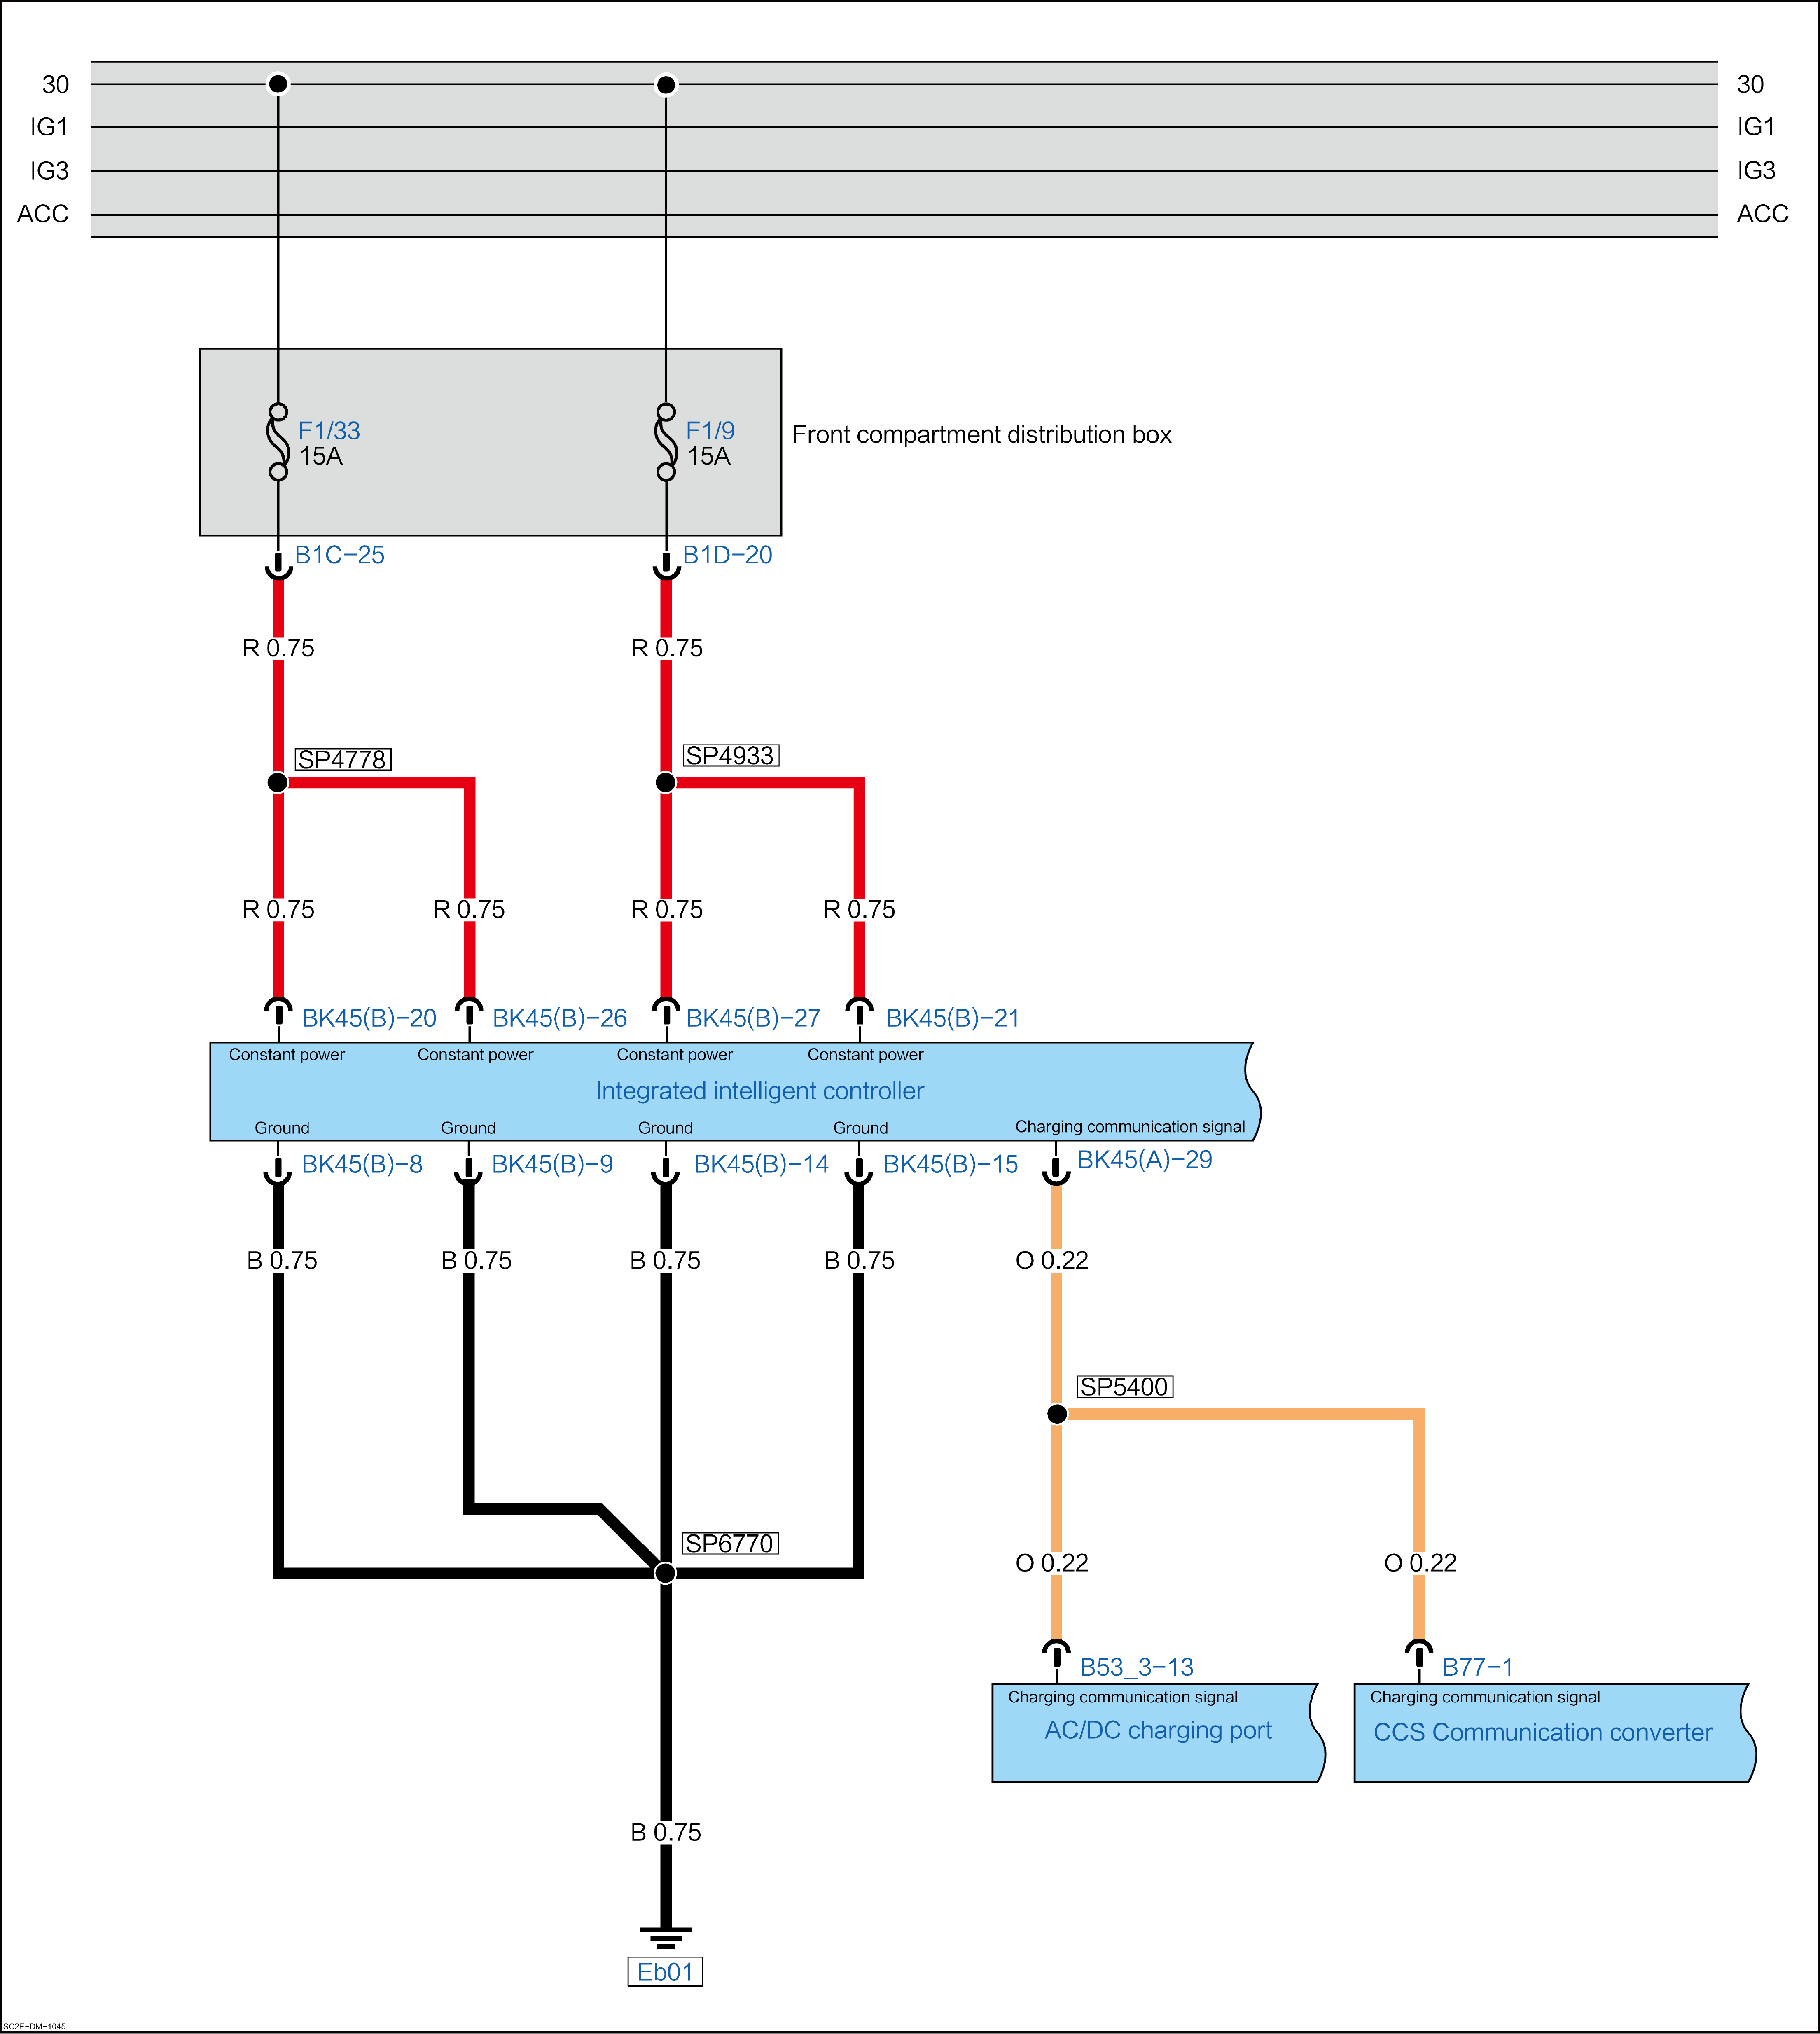 30 30
IG1 IG1
IG3 IG3
ACC ACC
F1/33 F1/9
15A 15A
Front compartment distribution box
B1C-25 B1D-20
R 0.75 R 0.75
SP4778 SP4933
R 0.75 R 0.75 R 0.75 R 0.75
BK45(B)-20 BK45(B)-26 BK45(B)-27 BK45(B)-21
Constant power Constant power Constant power Constant power
Integrated intelligent controller
Ground Ground Ground Ground Charging communication signal
BK45(B)-8 BK45(B)-9 BK45(B)-14 BK45(B)-15 BK45(A)-29
B 0.75 B 0.75 B 0.75 B 0.75 O 0.22
SP5400
SP6770
O 0.22 O 0.22
B53_3-13 B77-1
Charging communication signal Charging communication signal
AC/DC charging port CCS Communication converter
B 0.75
Eb01
SC2E-DM-1045